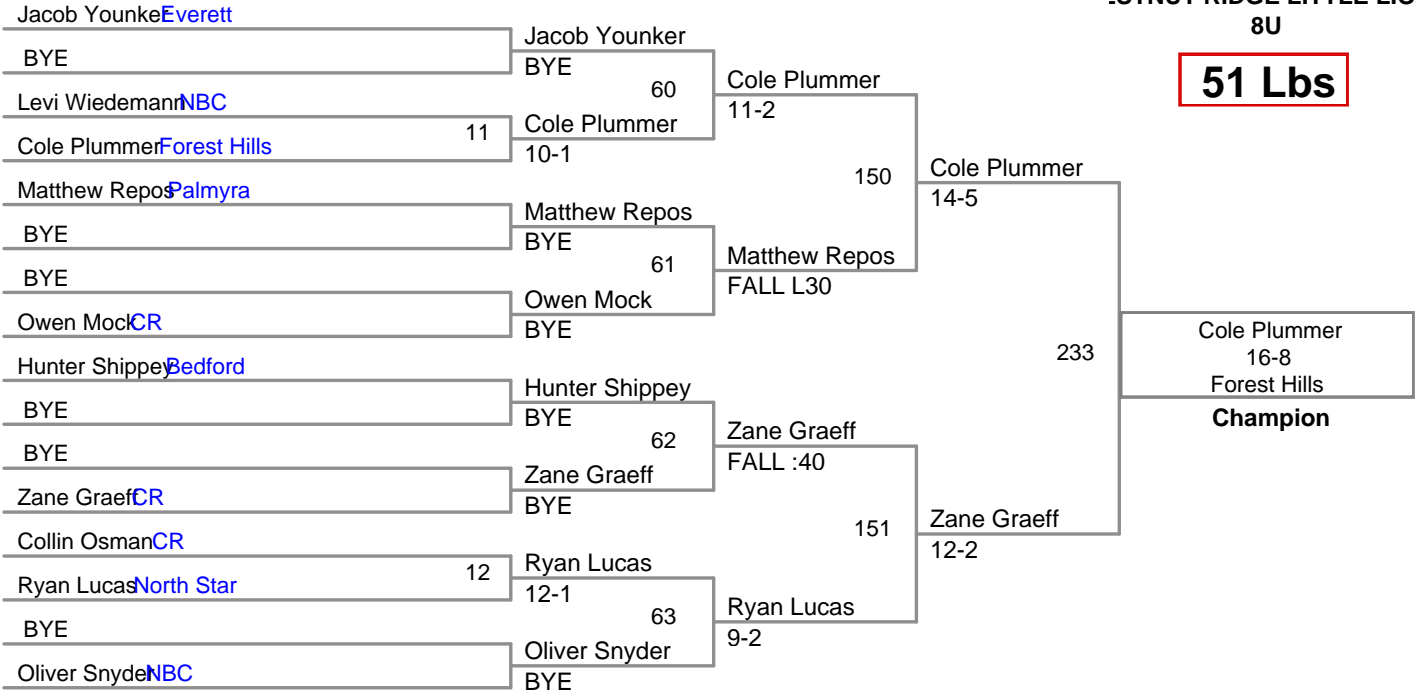 Jacob Younker Everett
BYE
Levi Wiedemann NBC
Cole Plummer Forest Hills
Matthew Repos Palmyra
BYE
BYE
Owen Mock CR
Hunter Shippey Bedford
BYE
BYE
Zane Graeff CR
Collin Osman CR
Ryan Lucas North Star
BYE
Oliver Snyder NBC
11
12
Jacob Younker
BYE
Cole Plummer
10-1
Matthew Repos
BYE
Owen Mock
BYE
Hunter Shippey
BYE
Zane Graeff
BYE
Ryan Lucas
12-1
Oliver Snyder
BYE
60
61
62
63
Cole Plummer
11-2
Matthew Repos
FALL L30
Zane Graeff
FALL :40
Ryan Lucas
9-2
150
151
Cole Plummer
14-5
Zane Graeff
12-2
233
RIDGE LITTLE
8U
51 Lbs
Cole Plummer
16-8
Forest Hills
Champion